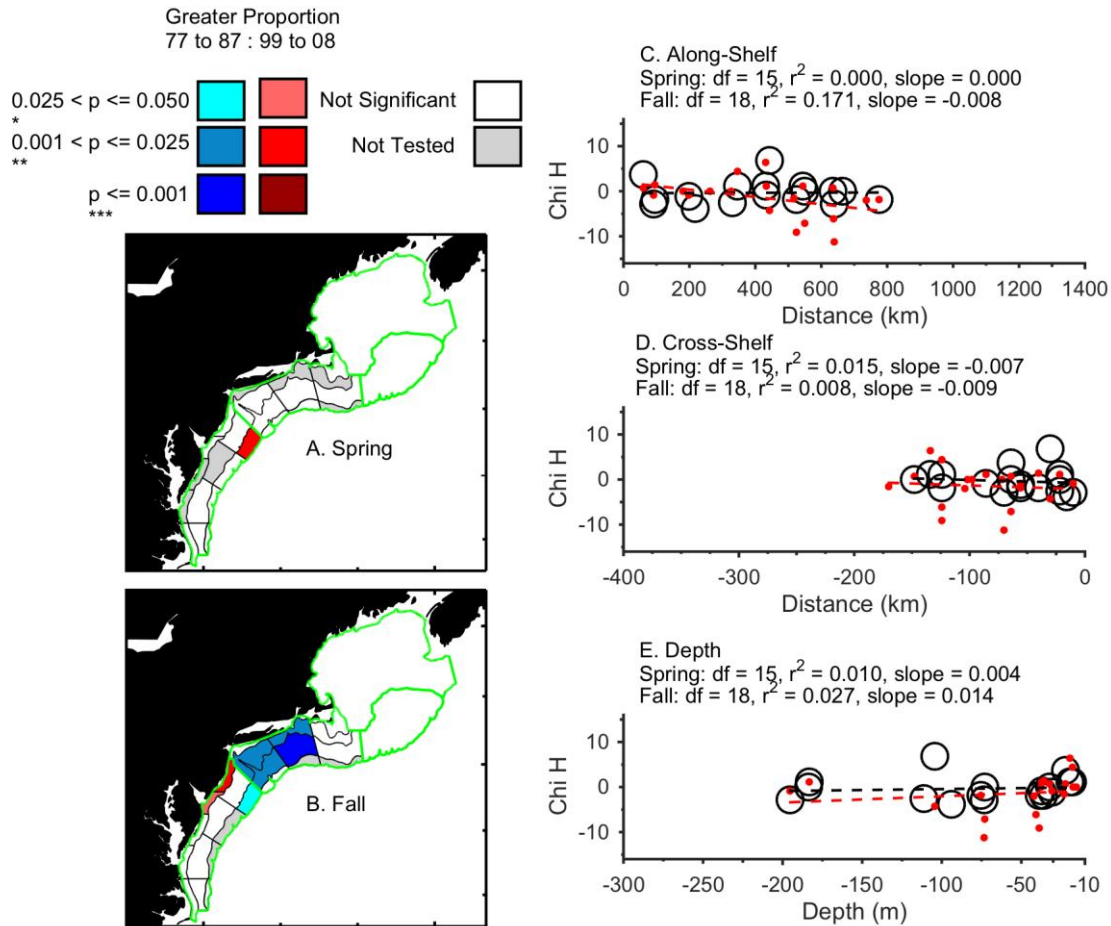 Greater Proportion
77 to 87 : 99 to 08
0.025 < p <= 0.050
*
0.001 < p <= 0.025
**
p <= 0.001
***
Not Significant
Not Tested
A. Spring
B. Fall
C. Along-Shelf
Spring: df = 15, r² = 0.000, slope = 0.000
Fall: df = 18, r² = 0.171, slope = -0.008
10
0
-10
Chi H
0 200 400 600 800 1000 1200 1400
Distance (km)
D. Cross-Shelf
Spring: df = 15, r² = 0.015, slope = -0.007
Fall: df = 18, r² = 0.008, slope = -0.009
10
0
-10
Chi H
-400 -300 -200 -100 0
Distance (km)
E. Depth
Spring: df = 15, r² = 0.010, slope = 0.004
Fall: df = 18, r² = 0.027, slope = 0.014
10
0
-10
Chi H
-300 -250 -200 -150 -100 -50 -10
Depth (m)